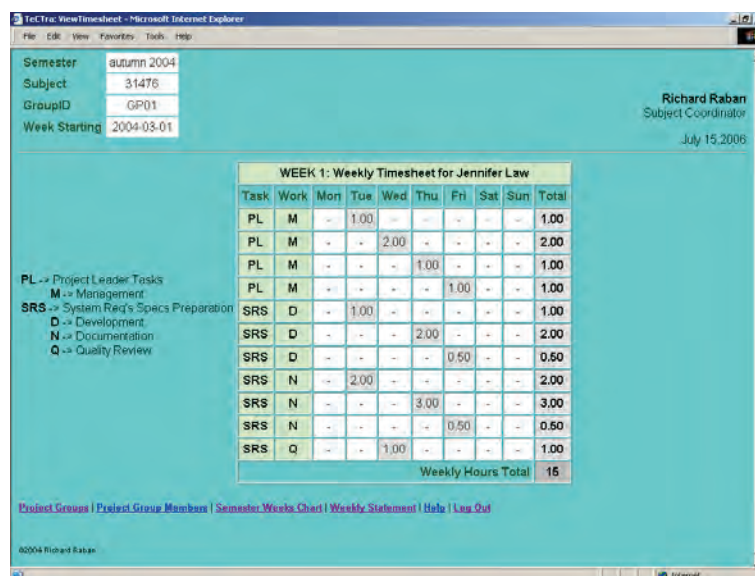 TeCTra: ViewTimesheet - Microsoft Internet Explorer
File Edit View Favorites Tools Help
Semester autumn 2004
Subject 31476
GroupID GP01
Week Starting 2004-03-01
Richard Raban
Subject Coordinator
July 15,2006
WEEK 1: Weekly Timesheet for Jennifer Law
Task Work Mon Tue Wed Thu Fri Sat Sun Total
PL M - 1.00 - - - - - 1.00
PL M - - 2.00 - - - - 2.00
PL M - - - 1.00 - - - 1.00
PL M - - - - 1.00 - - 1.00
SRS D - 1.00 - - - - - 1.00
SRS D - - - 2.00 - - - 2.00
SRS D - - - - 0.50 - - 0.50
SRS N - 2.00 - - - - - 2.00
SRS N - - - 3.00 - - - 3.00
SRS N - - - - 0.50 - - 0.50
SRS Q - - 1.00 - - - - 1.00
Weekly Hours Total 15
PL -> Project Leader Tasks
M -> Management
SRS -> System Req's Specs Preparation
D -> Development
N -> Documentation
Q -> Quality Review
Project Groups | Project Group Members | Semester Weeks Chart | Weekly Statement | Help | Log Out
©2004 Richard Raban
Internet